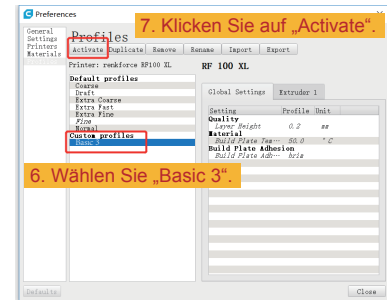 Preferences
7. Klicken Sie auf „Activate“.
General
Settings
Printers
Materials
Profiles
Activate Duplicate Remove Rename Import Export
Printer: renkforce RF100 XL
RF 100 XL
Default profiles
Coarse
Draft
Extra Coarse
Extra Fast
Extra Fine
Fine
Normal
Custom profiles
Basic 3
Global Settings Extruder 1
Setting Profile Unit
Quality
Layer Height 0.2 mm
Material
Build Plate Tem… 50.0 °C
Build Plate Adhesion
Build Plate Adh… brim
6. Wählen Sie „Basic 3“.
Defaults
Close